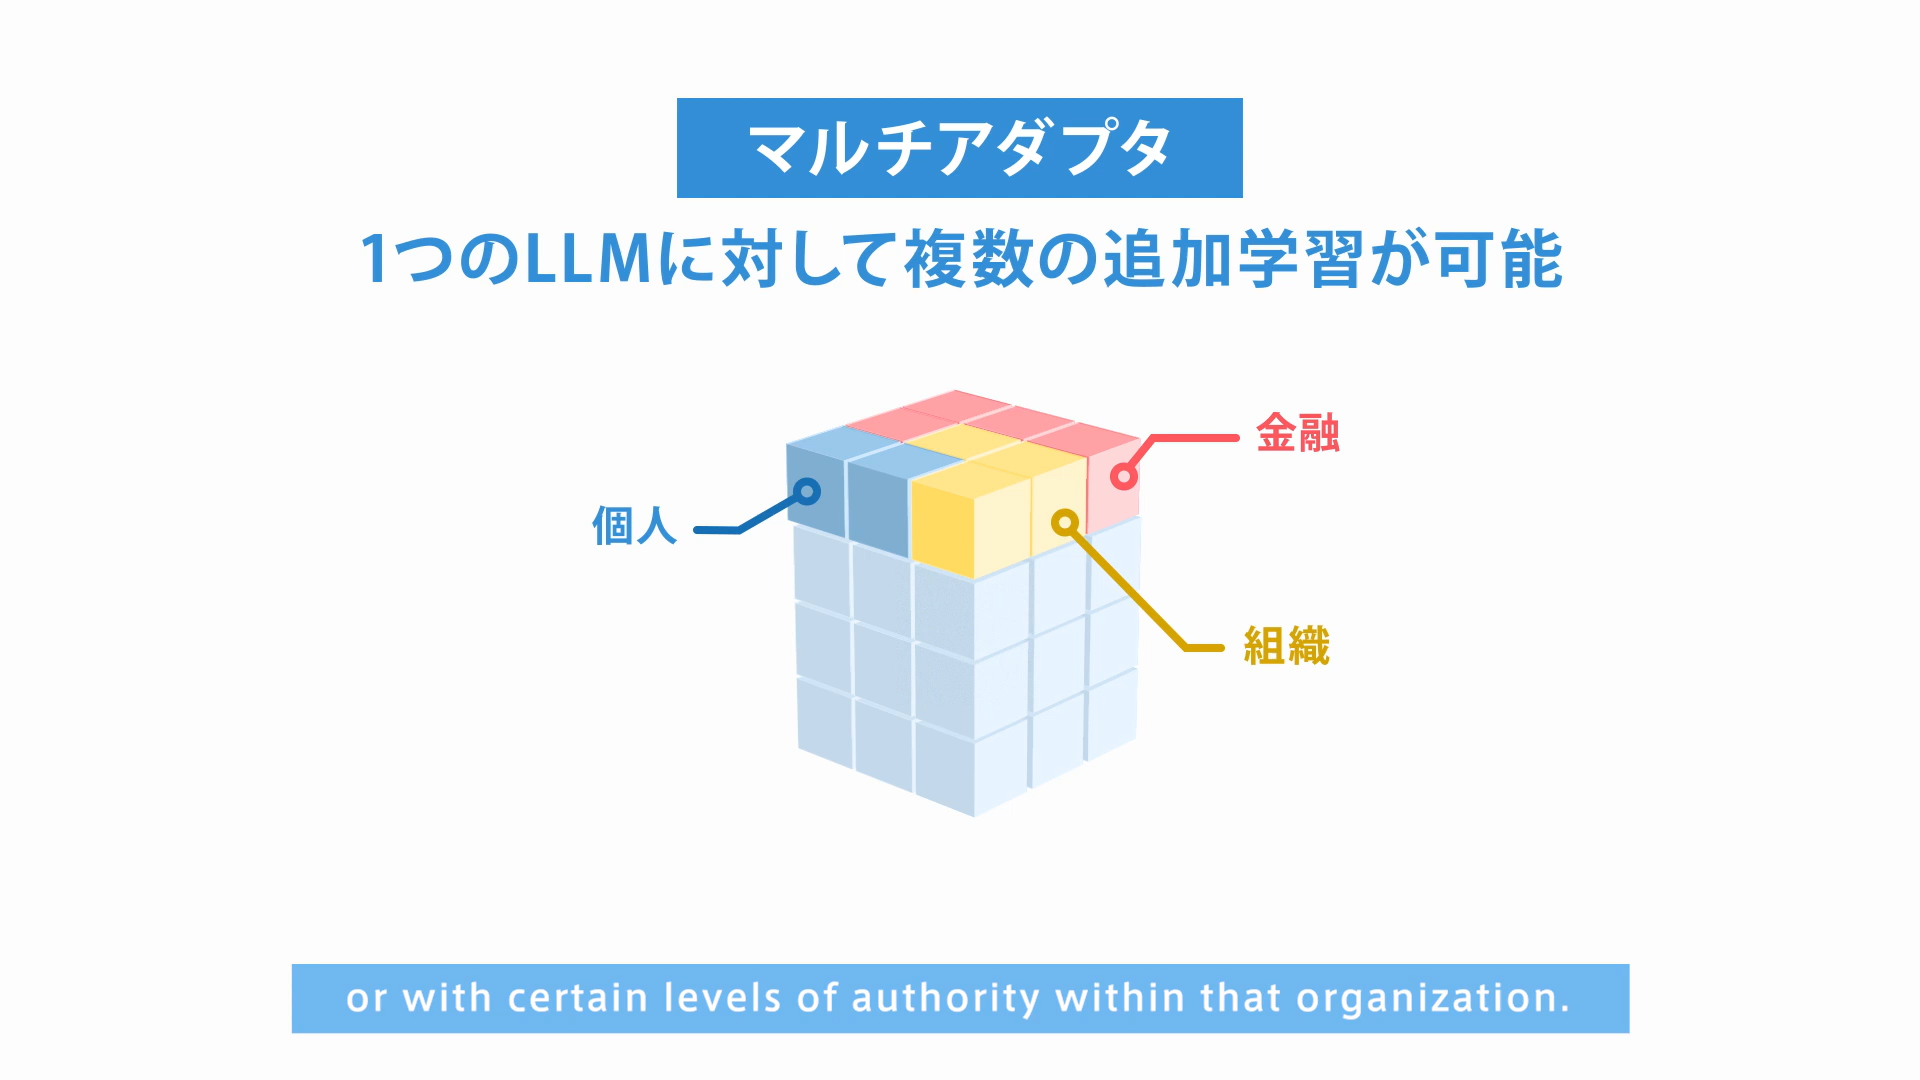 マルチアダプタ
1つのLLMに対して複数の追加学習が可能
金融
個人
組織
or with certain levels of authority within that organization.